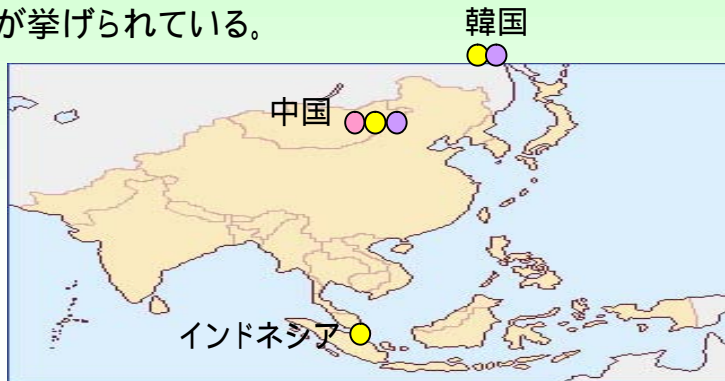 が挙げられている。
韓国
中国
インドネシア